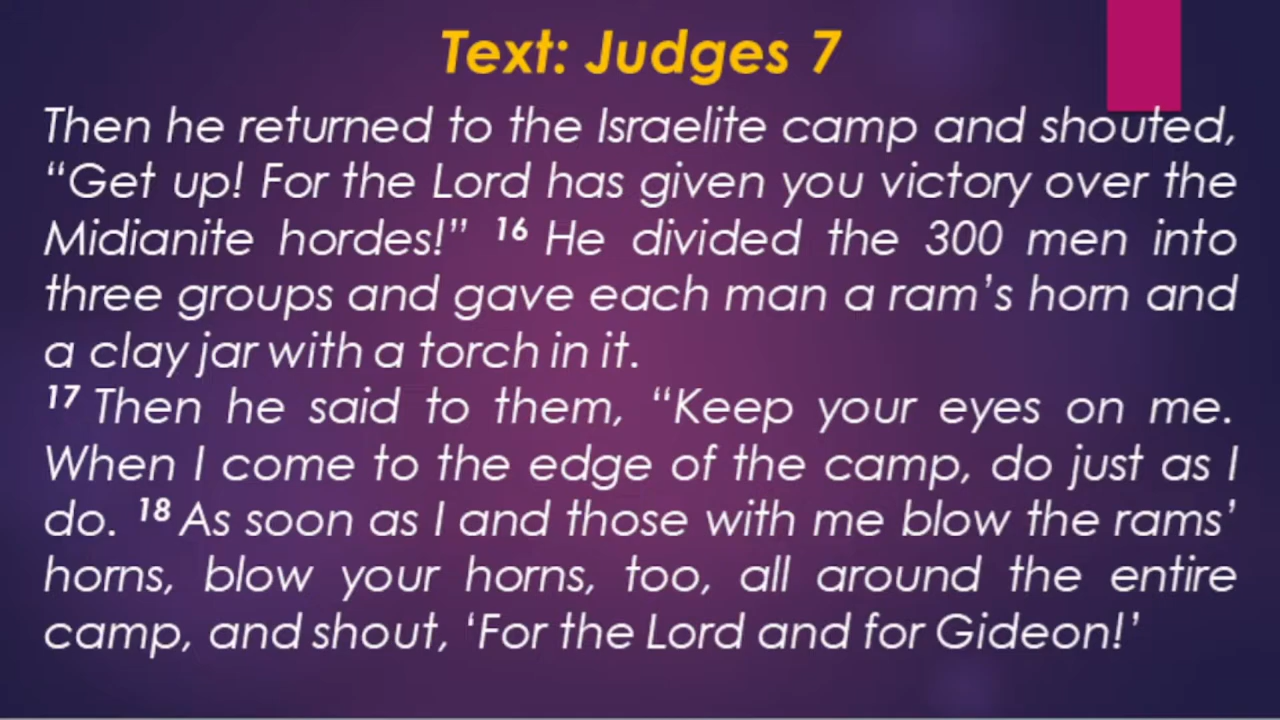 Text: Judges 7
Then he returned to the Israelite camp and shouted,
“Get up! For the Lord has given you victory over the
Midianite hordes!” 16 He divided the 300 men into
three groups and gave each man a ram’s horn and
a clay jar with a torch in it.
17 Then he said to them, “Keep your eyes on me.
When I come to the edge of the camp, do just as I
do. 18 As soon as I and those with me blow the rams’
horns, blow your horns, too, all around the entire
camp, and shout, ‘For the Lord and for Gideon!’